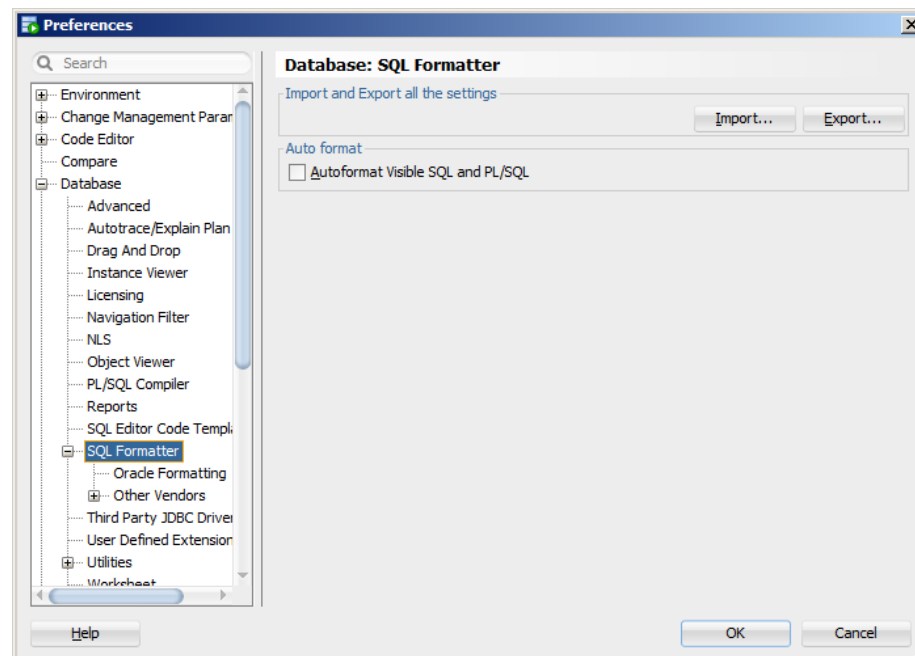 Preferences
Search
Environment
Change Management Parar
Code Editor
Compare
Database
Advanced
Autotrace/Explain Plan
Drag And Drop
Instance Viewer
Licensing
Navigation Filter
NLS
Object Viewer
PL/SQL Compiler
Reports
SQL Editor Code Templ
SQL Formatter
Oracle Formatting
Other Vendors
Third Party JDBC Driver
User Defined Extension
Utilities
Worksheet
Database: SQL Formatter
Import and Export all the settings
Import... Export...
Auto format
Autoformat Visible SQL and PL/SQL
Help OK Cancel